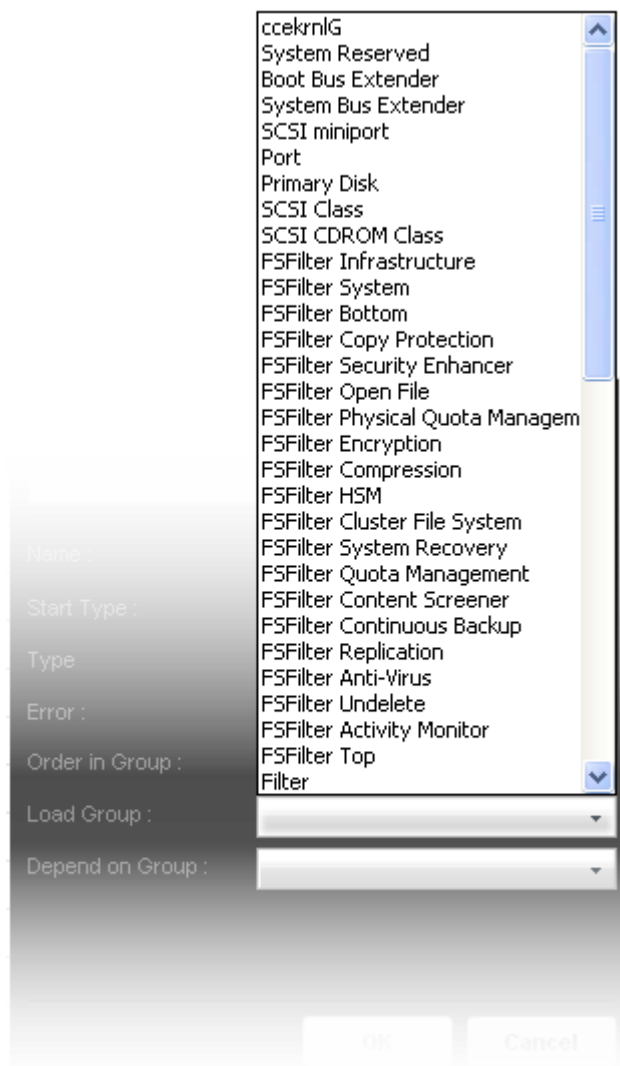 ccekrnlG
System Reserved
Boot Bus Extender
System Bus Extender
SCSI miniport
Port
Primary Disk
SCSI Class
SCSI CDROM Class
FSFilter Infrastructure
FSFilter System
FSFilter Bottom
FSFilter Copy Protection
FSFilter Security Enhancer
FSFilter Open File
FSFilter Physical Quota Managem
FSFilter Encryption
FSFilter Compression
FSFilter HSM
FSFilter Cluster File System
FSFilter System Recovery
FSFilter Quota Management
FSFilter Content Screener
FSFilter Continuous Backup
FSFilter Replication
FSFilter Anti-Virus
FSFilter Undelete
FSFilter Activity Monitor
FSFilter Top
Filter
Name :
Start Type :
Type
Error :
Order in Group :
Load Group :
Depend on Group :
OK Cancel